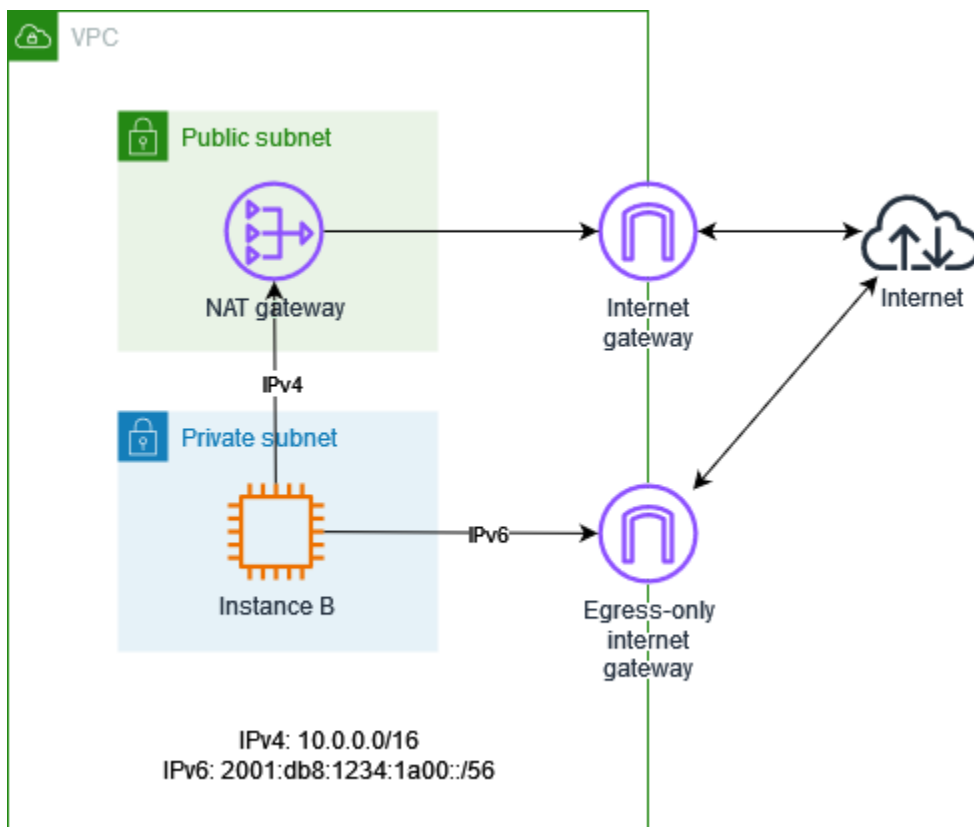 VPC
Public subnet
NAT gateway
Internet
gateway
Internet
IPv4
Private subnet
IPv6
Instance B
Egress-only
internet
gateway
IPv4: 10.0.0.0/16
IPv6: 2001:db8:1234:1a00::/56